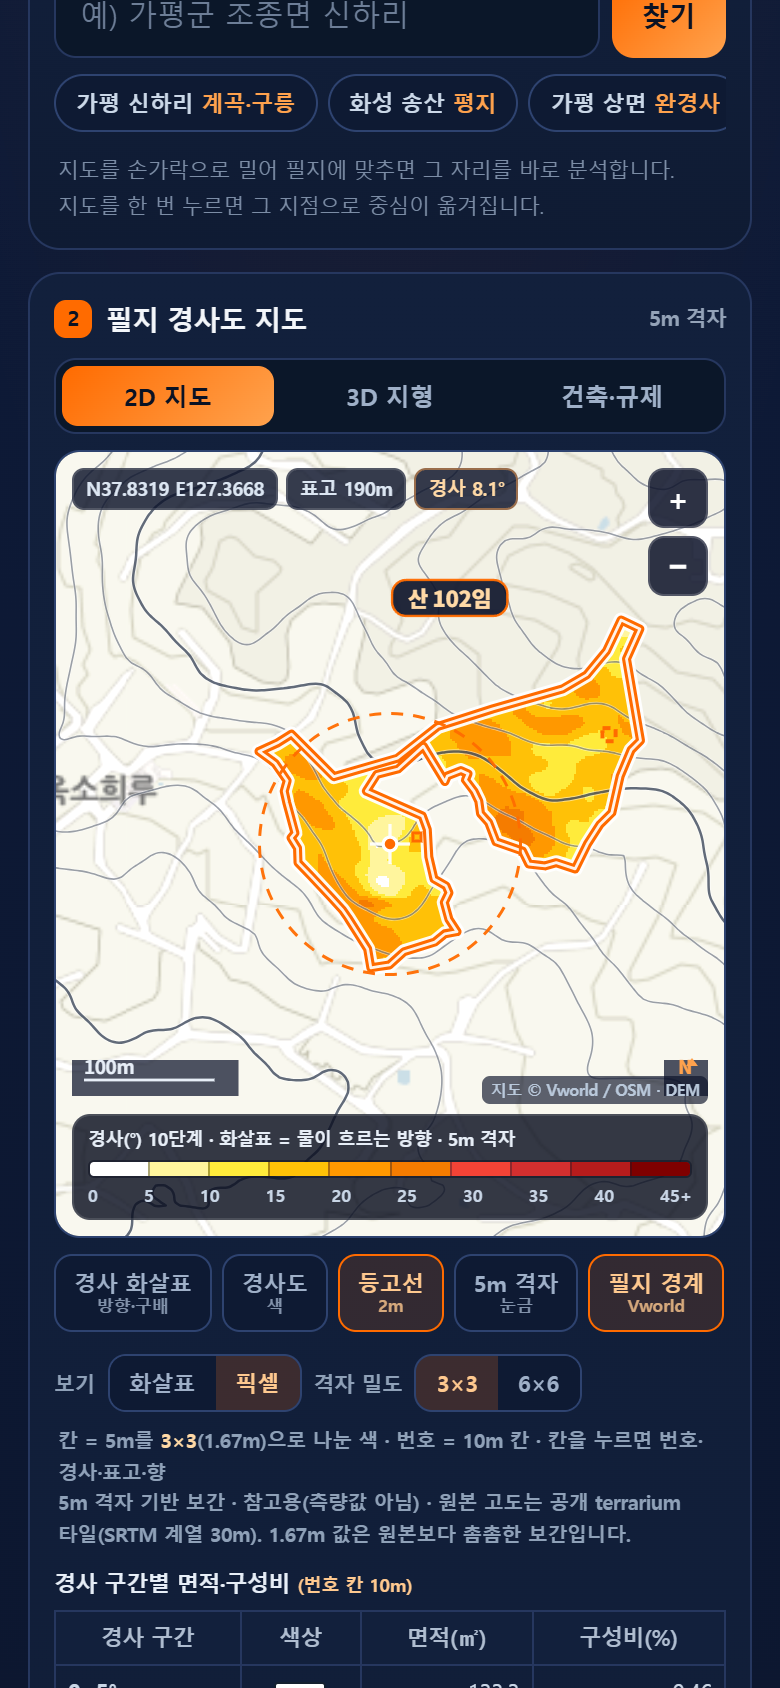 예) 가평군 조종면 신하리
찾기
가평 신하리 계곡·구릉
화성 송산 평지
가평 상면 완경사
지도를 손가락으로 밀어 필지에 맞추면 그 자리를 바로 분석합니다.
지도를 한 번 누르면 그 지점으로 중심이 옮겨집니다.
2 필지 경사도 지도
5m 격자
2D 지도
3D 지형
건축·규제
N37.8319 E127.3668
표고 190m
경사 8.1°
+
−
산 102임
옥소희루
100m
N
지도 © Vworld / OSM · DEM
경사(°) 10단계 · 화살표 = 물이 흐르는 방향 · 5m 격자
0 5 10 15 20 25 30 35 40 45+
경사 화살표
방향·구배
경사도
색
등고선
2m
5m 격자
눈금
필지 경계
Vworld
보기 화살표 픽셀 격자 밀도 3×3 6×6
칸 = 5m를 3×3(1.67m)으로 나눈 색 · 번호 = 10m 칸 · 칸을 누르면 번호·
경사·표고·향
5m 격자 기반 보간 · 참고용(측량값 아님) · 원본 고도는 공개 terrarium
타일(SRTM 계열 30m). 1.67m 값은 원본보다 촘촘한 보간입니다.
경사 구간별 면적·구성비 (번호 칸 10m)
경사 구간 색상 면적(㎡) 구성비(%)